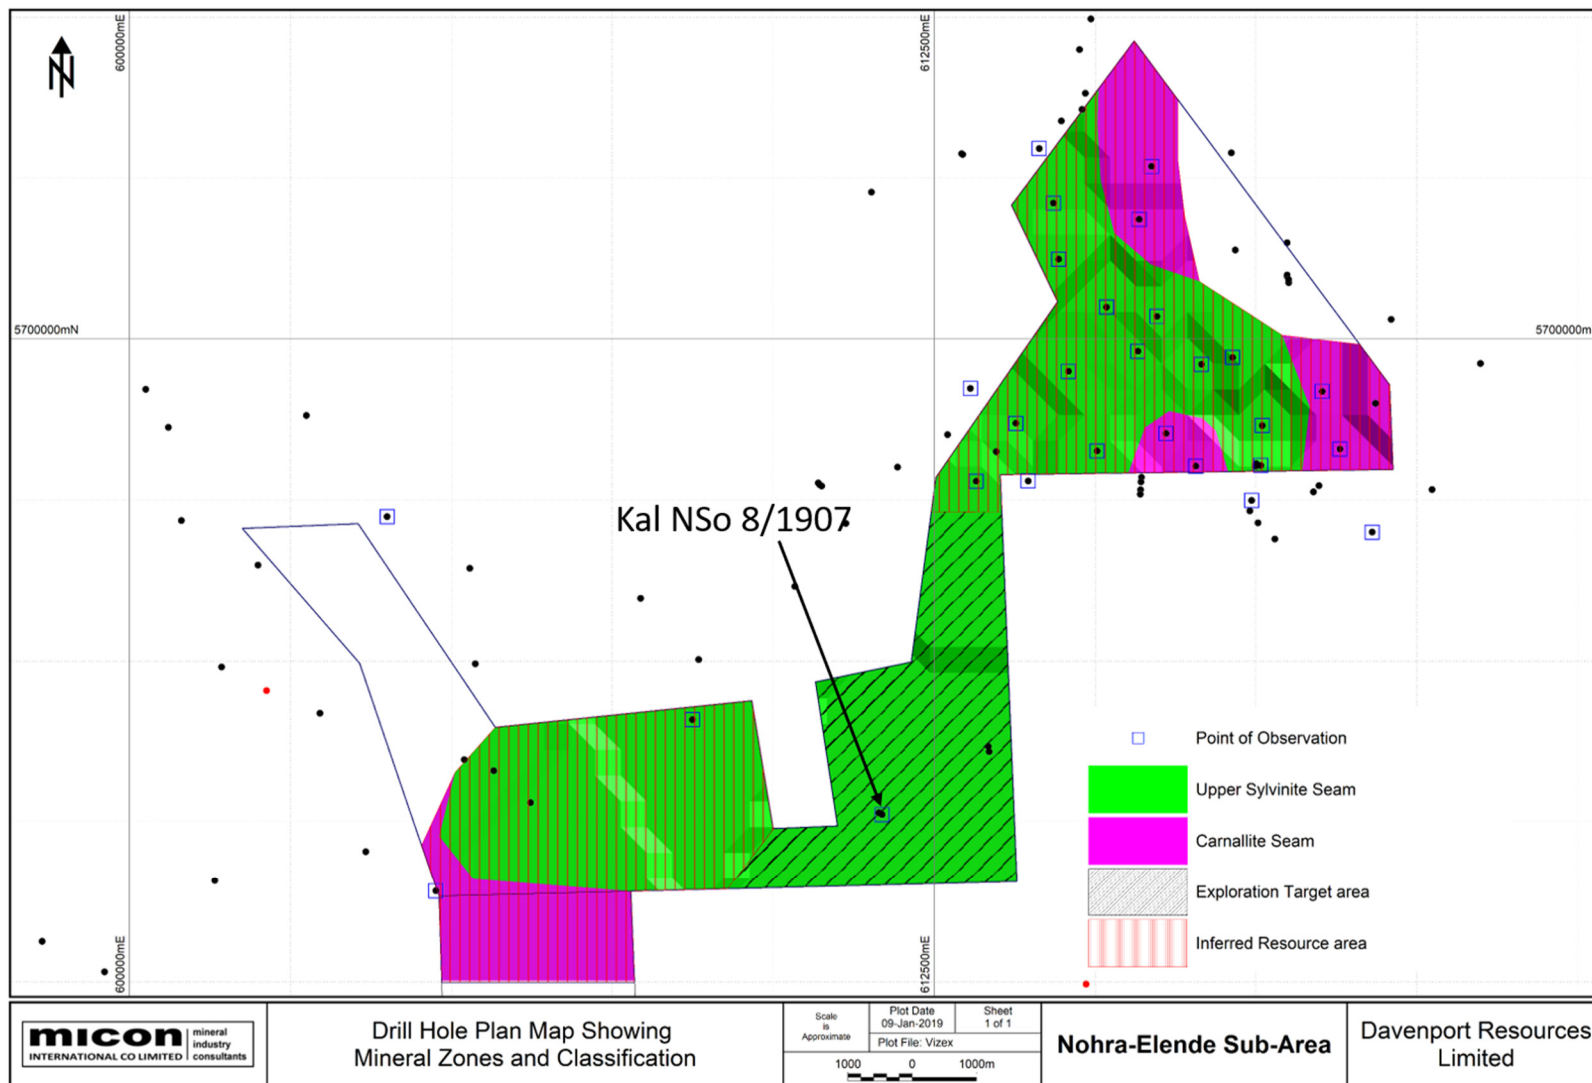 N
600000mE
612500mE
5700000mN
5700000m
Kal NSo 8/1907
Point of Observation
Upper Sylvinite Seam
Carnallite Seam
Exploration Target area
Inferred Resource area
600000mE
612500mE
micon
INTERNATIONAL CO LIMITED
mineral
industry
consultants
Drill Hole Plan Map Showing
Mineral Zones and Classification
Scale
is
Approximate
Plot Date
09-Jan-2019
Sheet
1 of 1
Plot File: Vizex
1000 0 1000m
Nohra-Elende Sub-Area
Davenport Resources
Limited